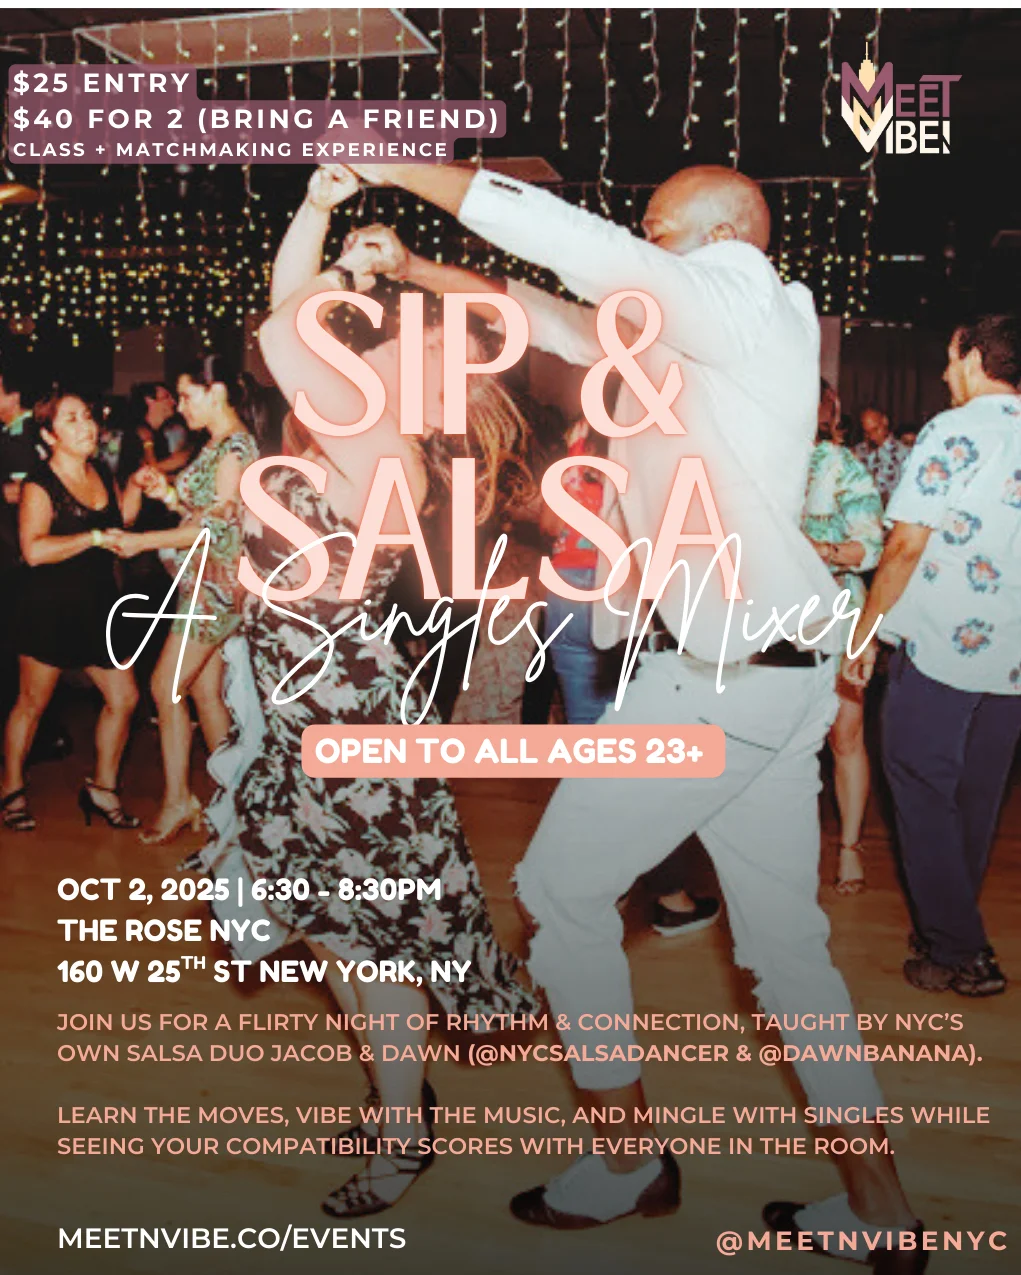 $25 ENTRY
$40 FOR 2 (BRING A FRIEND)
CLASS + MATCHMAKING EXPERIENCE
MEET
N
VIBE!
SIP &
SALSA
A Singles Mixer
OPEN TO ALL AGES 23+
OCT 2, 2025 | 6:30 - 8:30PM
THE ROSE NYC
160 W 25TH ST NEW YORK, NY
JOIN US FOR A FLIRTY NIGHT OF RHYTHM & CONNECTION, TAUGHT BY NYC'S
OWN SALSA DUO JACOB & DAWN (@NYCSALSADANCER & @DAWNBANANA).
LEARN THE MOVES, VIBE WITH THE MUSIC, AND MINGLE WITH SINGLES WHILE
SEEING YOUR COMPATIBILITY SCORES WITH EVERYONE IN THE ROOM.
MEETNVIBE.CO/EVENTS
@MEETNVIBENYC